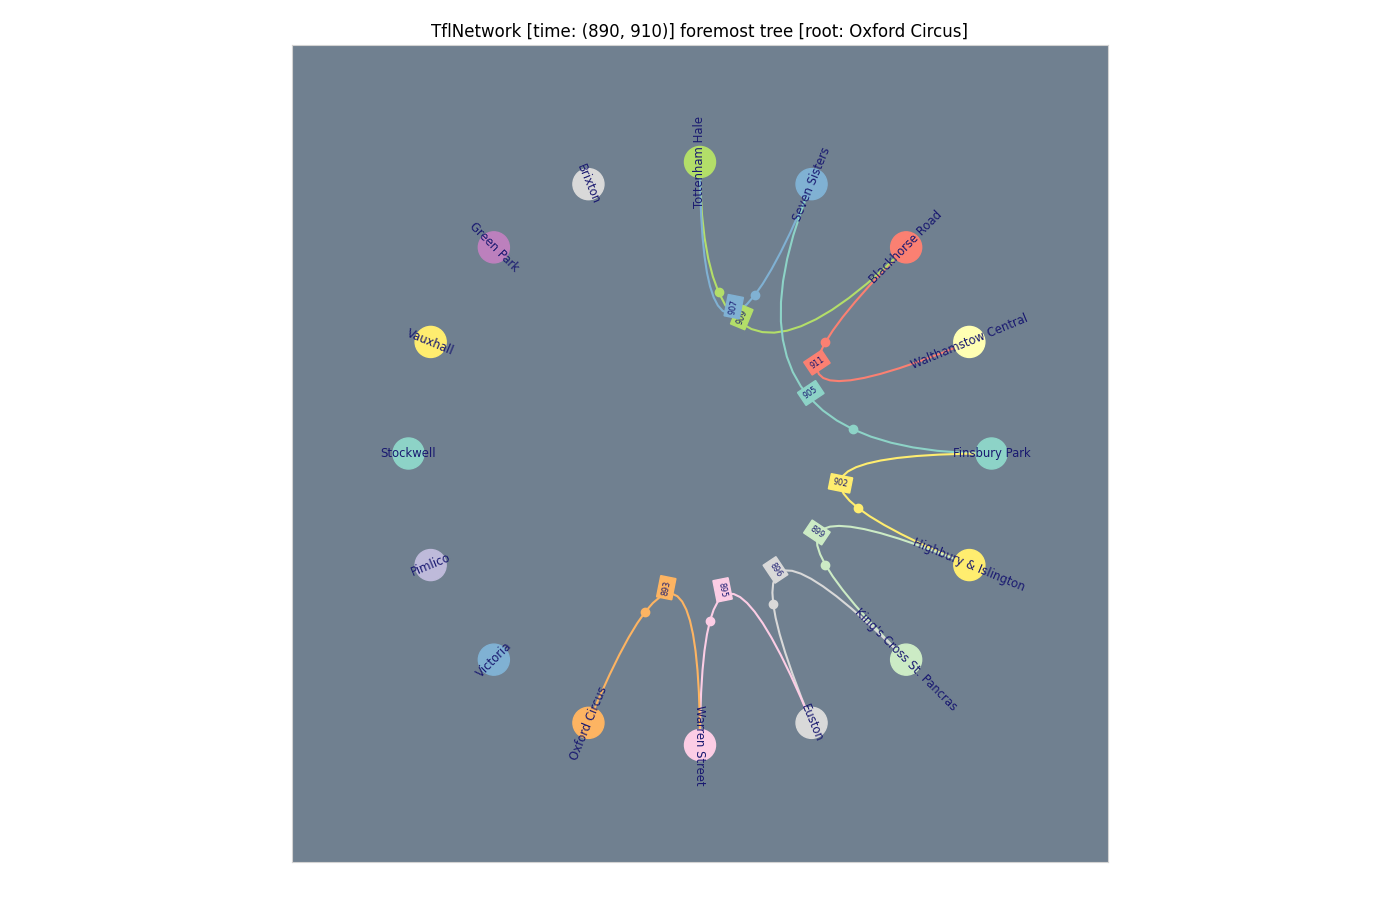 TflNetwork [time: (890, 910)] foremost tree [root: Oxford Circus]
Tottenham Hale
Seven Sisters
Brixton
Blackhorse Road
Green Park
907
909
Walthamstow Central
Vauxhall
911
905
Stockwell
Finsbury Park
902
899
Highbury & Islington
Pimlico
896
893
895
King's Cross St. Pancras
Victoria
Oxford Circus
Warren Street
Euston